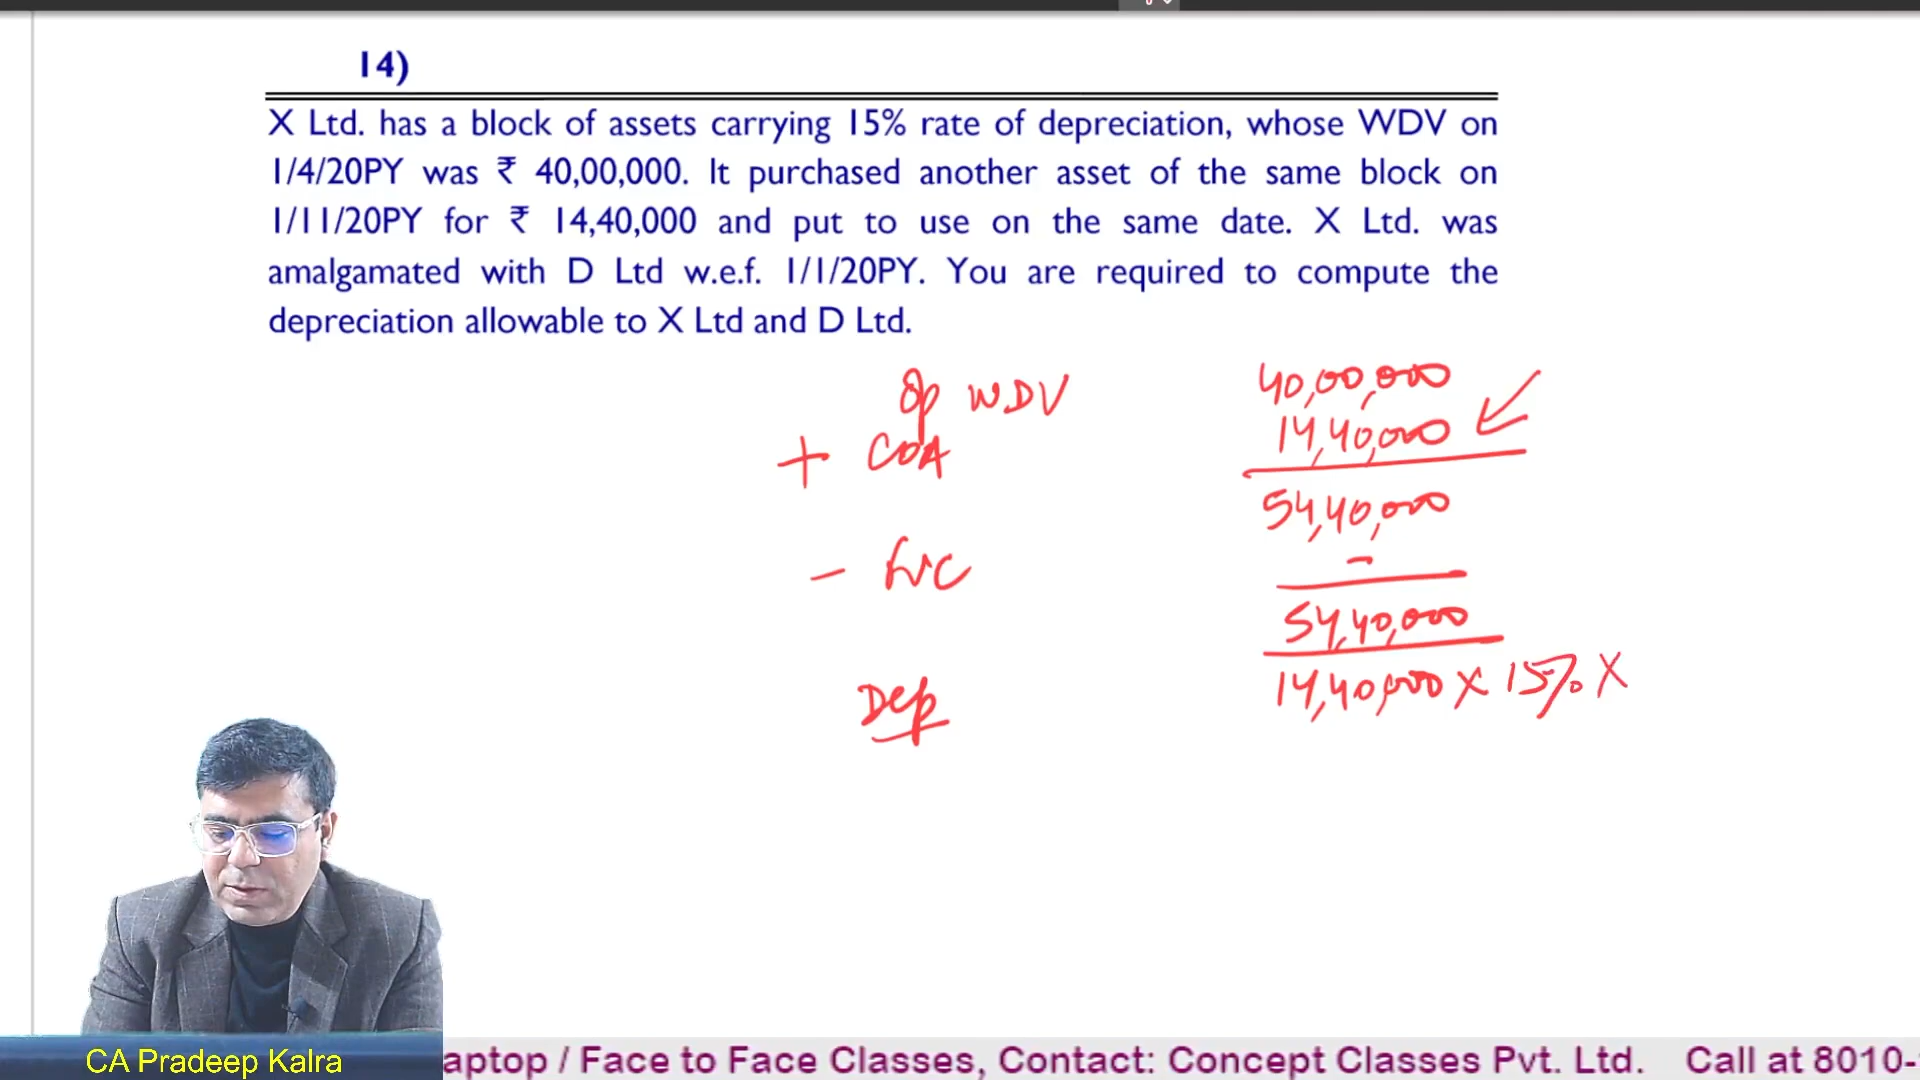 14)
X Ltd. has a block of assets carrying 15% rate of depreciation, whose WDV on
1/4/20PY was ₹ 40,00,000. It purchased another asset of the same block on
1/11/20PY for ₹ 14,40,000 and put to use on the same date. X Ltd. was
amalgamated with D Ltd w.e.f. 1/1/20PY. You are required to compute the
depreciation allowable to X Ltd and D Ltd.
Op WDV 40,00,000
+ COA 14,40,000
54,40,000
- FVC -
54,40,000
Dep 14,40,000 X 15% X
CA Pradeep Kalra
aptop / Face to Face Classes, Contact: Concept Classes Pvt. Ltd. Call at 8010-